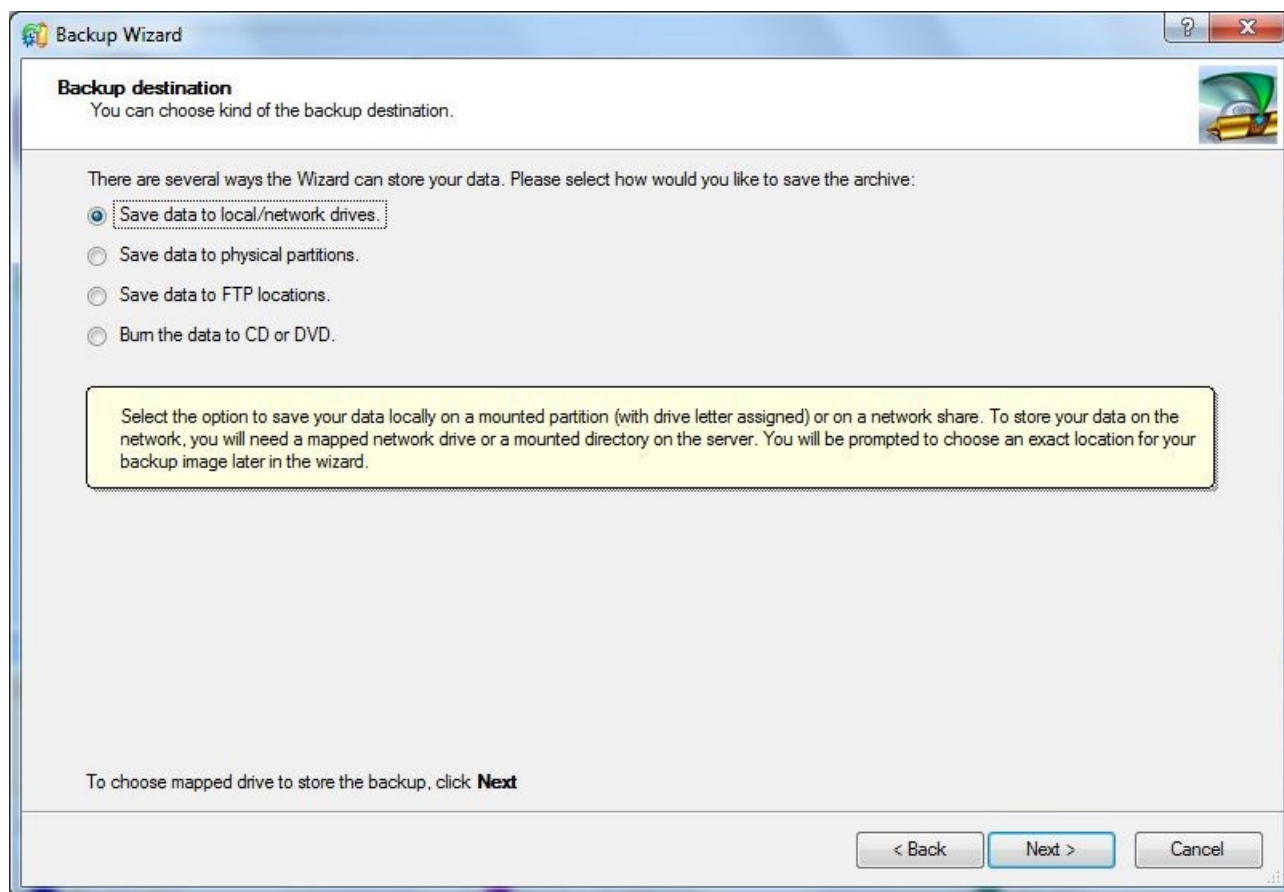 Backup Wizard
?
X
Backup destination
You can choose kind of the backup destination.
There are several ways the Wizard can store your data. Please select how would you like to save the archive:
Save data to local/network drives.
Save data to physical partitions.
Save data to FTP locations.
Burn the data to CD or DVD.
Select the option to save your data locally on a mounted partition (with drive letter assigned) or on a network share. To store your data on the
network, you will need a mapped network drive or a mounted directory on the server. You will be prompted to choose an exact location for your
backup image later in the wizard.
To choose mapped drive to store the backup, click Next
< Back
Next >
Cancel